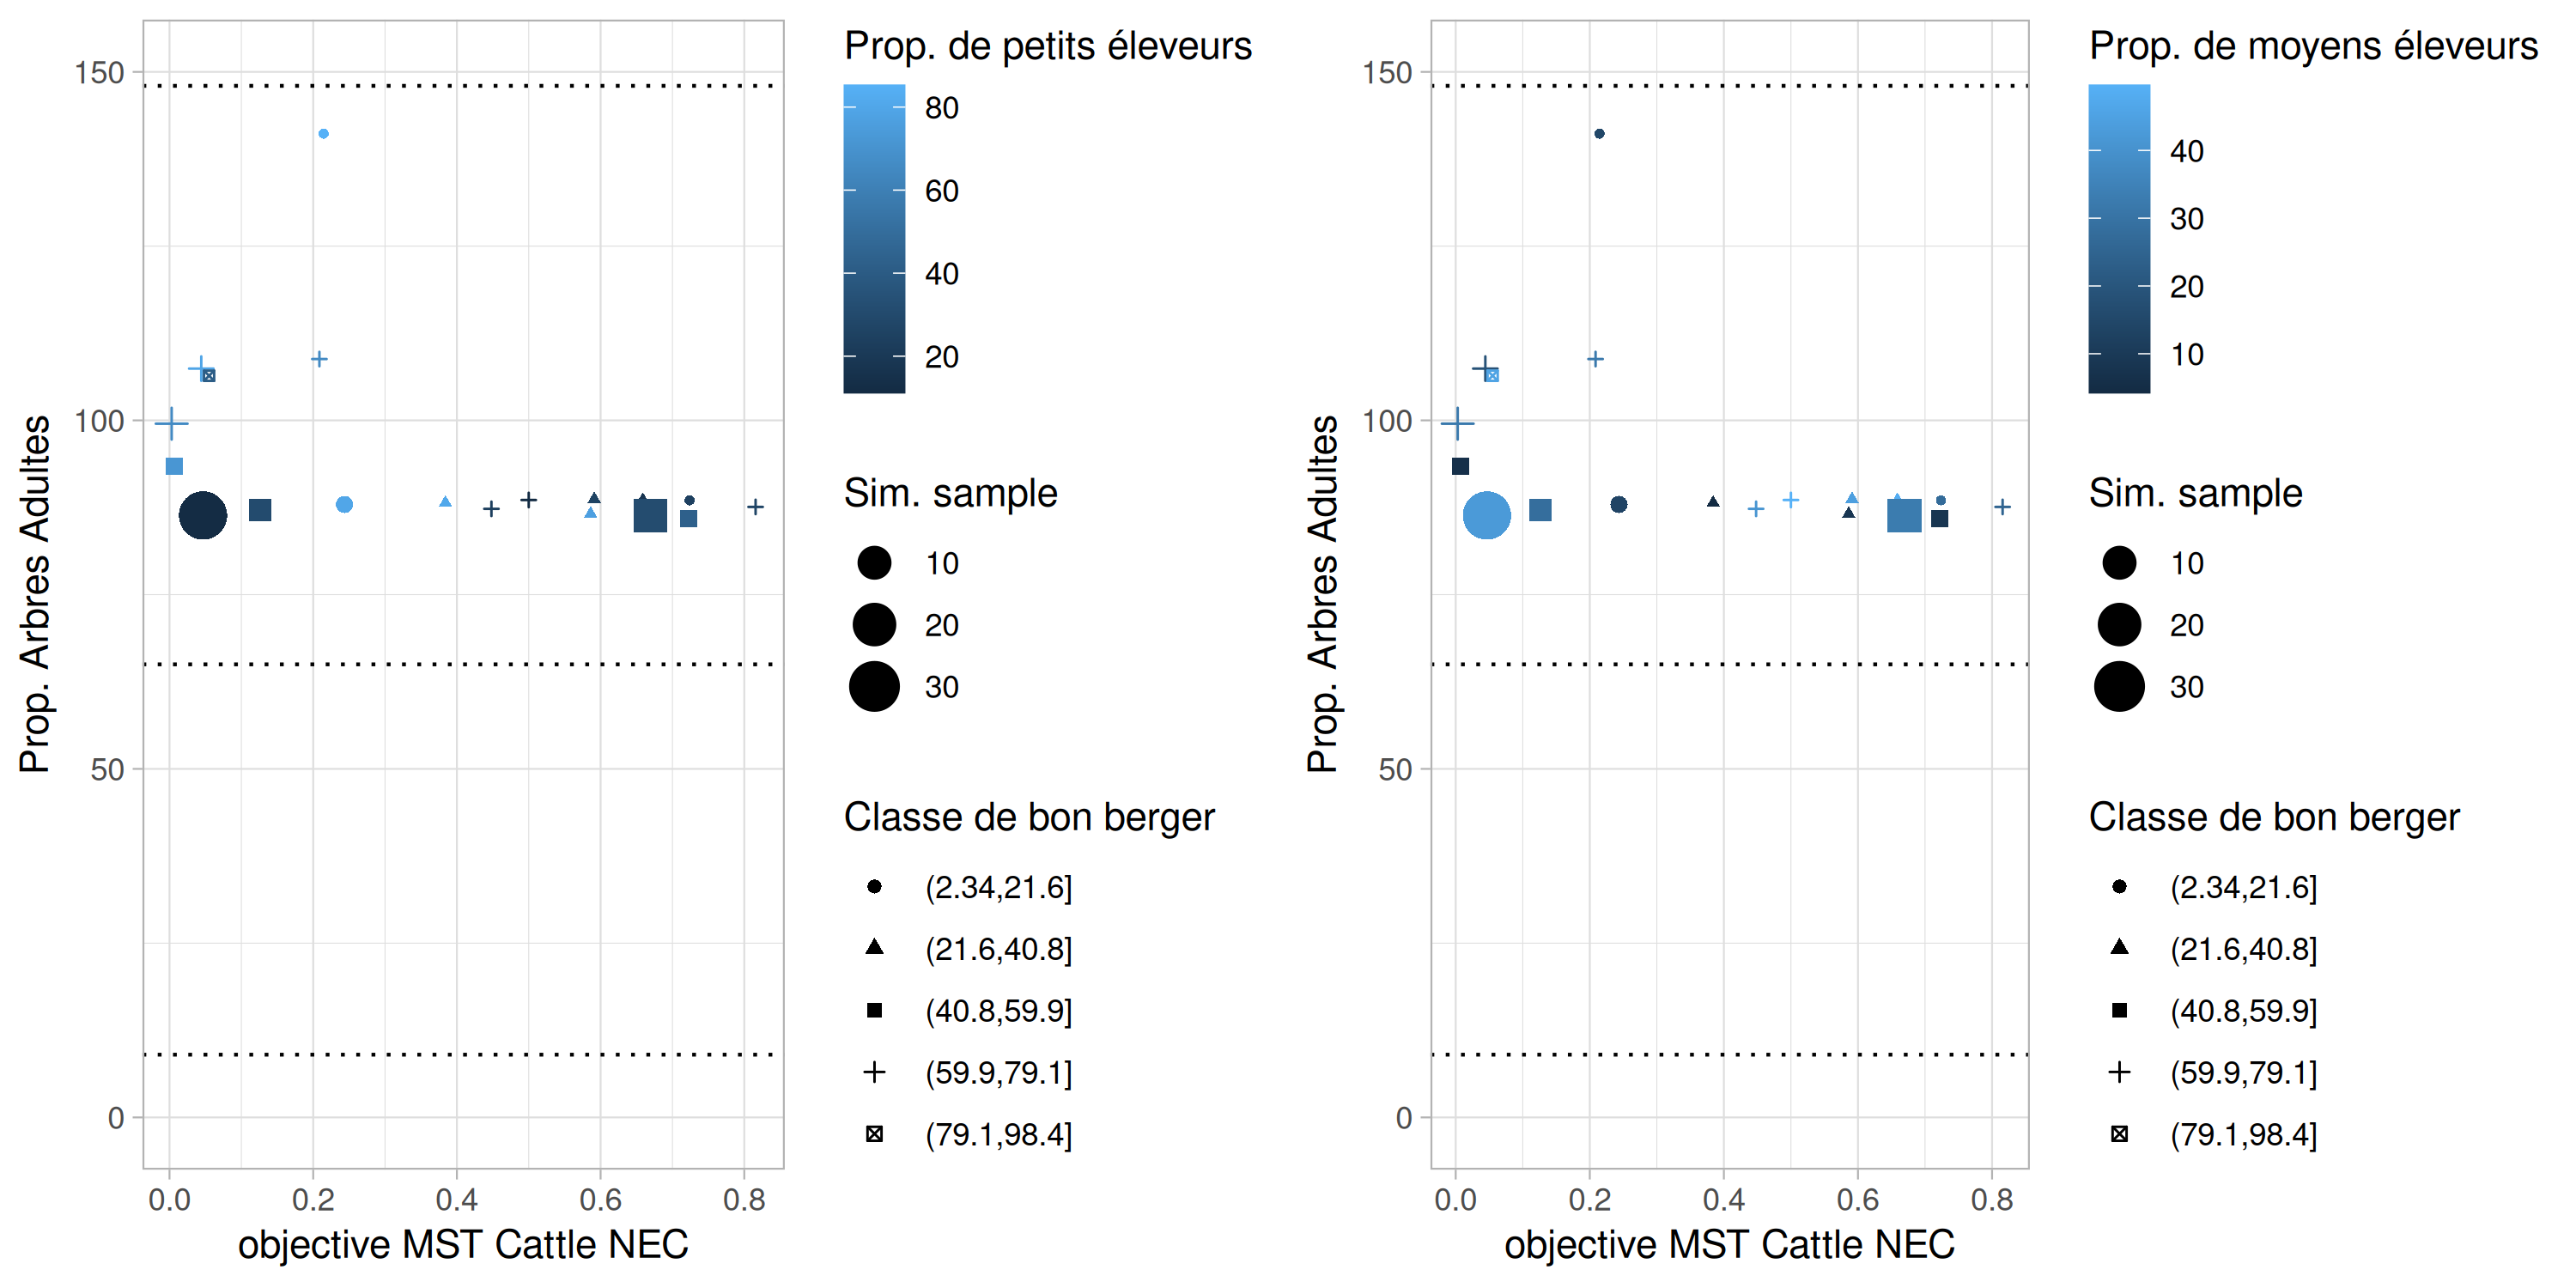 Prop. Arbres Adultes
150
100
50
0
0.0 0.2 0.4 0.6 0.8
objective MST Cattle NEC
Prop. de petits éleveurs
80
60
40
20
Sim. sample
10
20
30
Classe de bon berger
(2.34,21.6]
(21.6,40.8]
(40.8,59.9]
(59.9,79.1]
(79.1,98.4]
Prop. Arbres Adultes
150
100
50
0
0.0 0.2 0.4 0.6 0.8
objective MST Cattle NEC
Prop. de moyens éleveurs
40
30
20
10
Sim. sample
10
20
30
Classe de bon berger
(2.34,21.6]
(21.6,40.8]
(40.8,59.9]
(59.9,79.1]
(79.1,98.4]